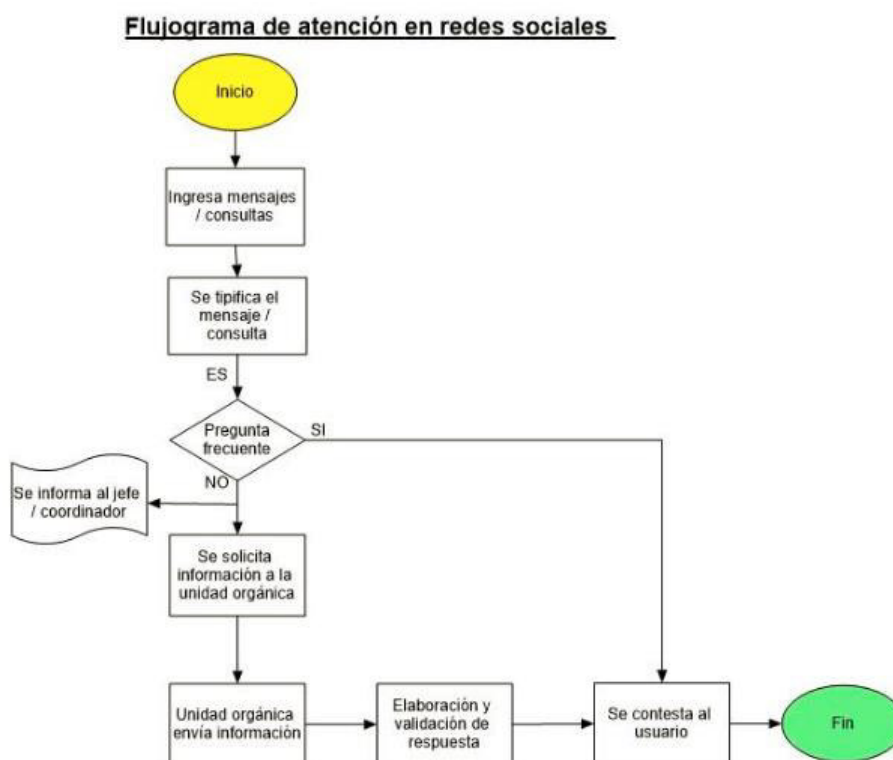 Flujograma de atención en redes sociales
Inicio
Ingresa mensajes
/ consultas
Se tipifica el
mensaje /
consulta
ES
Pregunta
frecuente
SI
NO
Se informa al jefe
/ coordinador
Se solicita
información a la
unidad orgánica
Unidad orgánica
envía información
Elaboración y
validación de
respuesta
Se contesta al
usuario
Fin